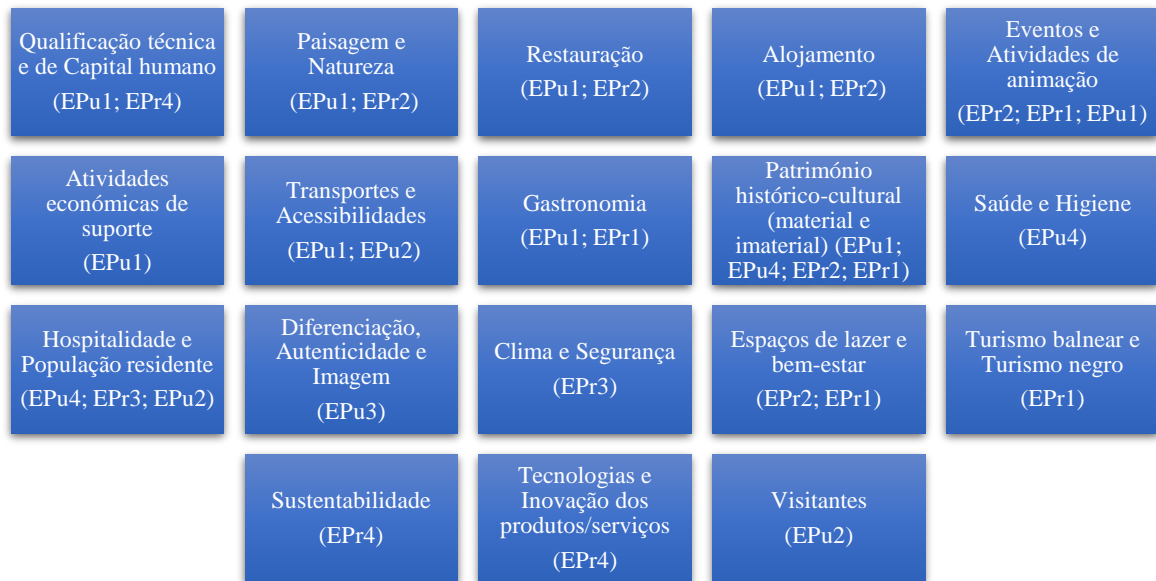 Qualificação técnica
e de Capital humano
(EPu1; EPr4)
Paisagem e
Natureza
(EPu1; EPr2)
Restauração
(EPu1; EPr2)
Alojamento
(EPu1; EPr2)
Eventos e
Atividades de
animação
(EPr2; EPr1; EPu1)
Atividades
económicas de
suporte
(EPu1)
Transportes e
Acessibilidades
(EPu1; EPu2)
Gastronomia
(EPu1; EPr1)
Património
histórico-cultural
(material e
imaterial) (EPu1;
EPu4; EPr2; EPr1)
Saúde e Higiene
(EPu4)
Hospitalidade e
População residente
(EPu4; EPr3; EPu2)
Diferenciação,
Autenticidade e
Imagem
(EPu3)
Clima e Segurança
(EPr3)
Espaços de lazer e
bem-estar
(EPr2; EPr1)
Turismo balnear e
Turismo negro
(EPr1)
Sustentabilidade
(EPr4)
Tecnologias e
Inovação dos
produtos/serviços
(EPr4)
Visitantes
(EPu2)